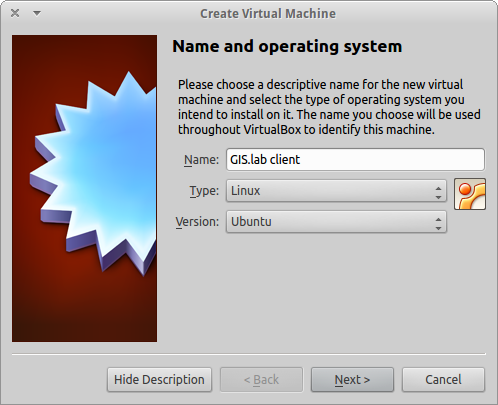 Create Virtual Machine
Name and operating system
Please choose a descriptive name for the new virtual
machine and select the type of operating system you
intend to install on it. The name you choose will be used
throughout VirtualBox to identify this machine.
Name: GIS.lab client
Type: Linux
Version: Ubuntu
Hide Description < Back Next > Cancel